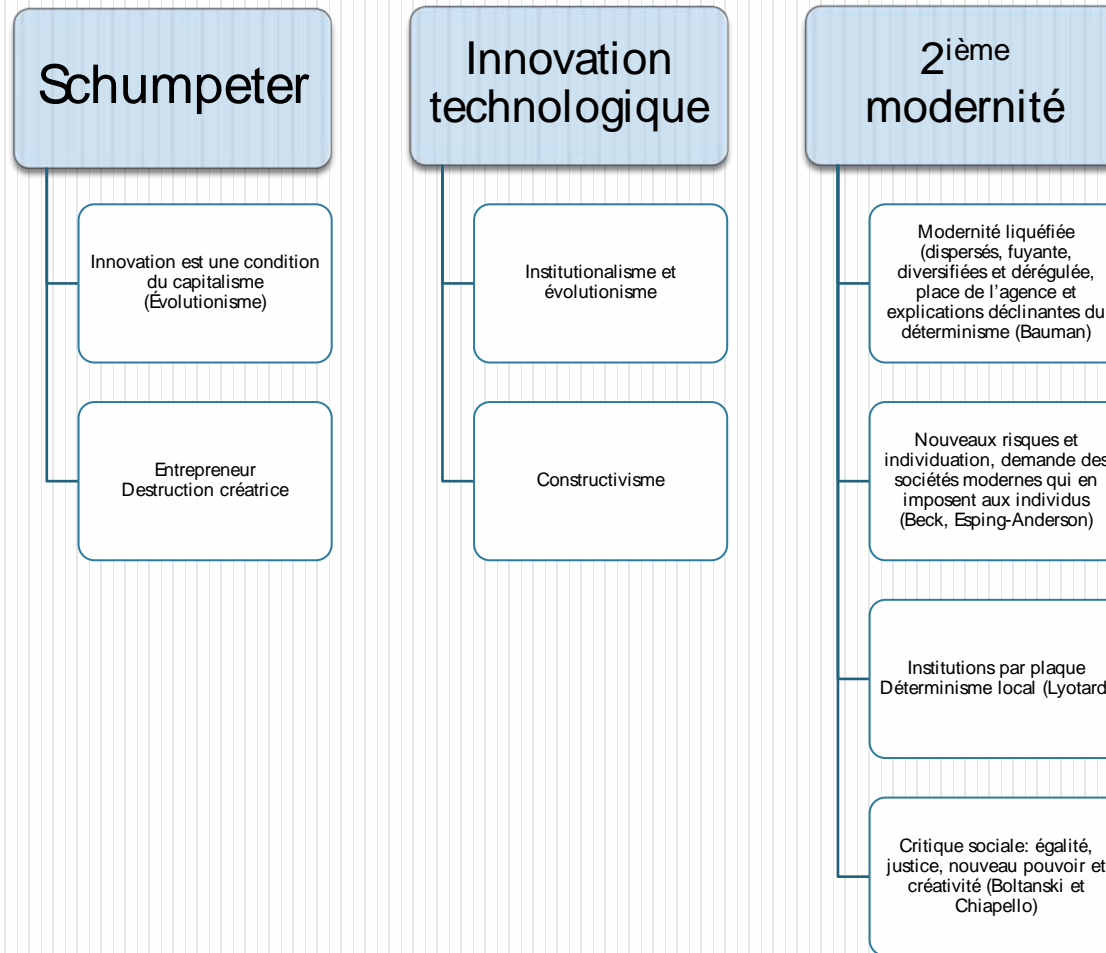 Schumpeter
Innovation est une condition
du capitalisme
(Évolutionisme)
Entrepreneur
Destruction créatrice
Innovation
technologique
Institutionalisme et
évolutionisme
Constructivisme
2ième
modernité
Modernité liquéfiée
(dispersés, fuyante,
diversifiées et dérégulée,
place de l'agence et
explications déclinantes du
déterminisme (Bauman)
Nouveaux risques et
individuation, demande des
sociétés modernes qui en
imposent aux individus
(Beck, Esping-Anderson)
Institutions par plaque
Déterminisme local (Lyotard
Critique sociale: égalité,
justice, nouveau pouvoir et
créativité (Boltanski et
Chiapello)